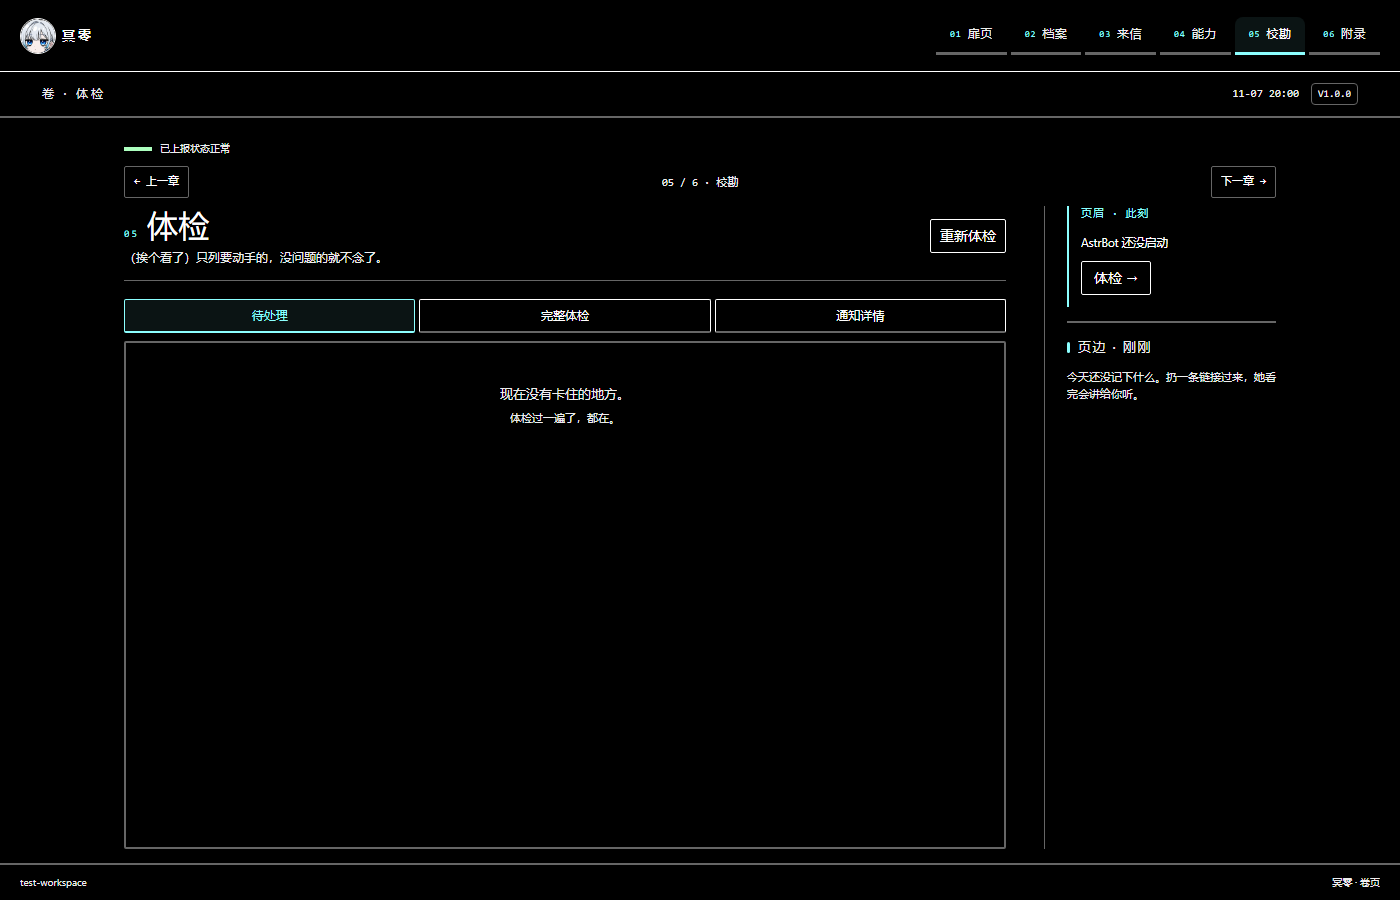 冥零
01 扉页
02 档案
03 来信
04 能力
05 校勘
06 附录
卷 · 体检
11-07 20:00
V1.0.0
已上报状态正常
← 上一章
05 / 6 · 校勘
下一章 →
05 体检
（挨个看了）只列要动手的，没问题的就不念了。
重新体检
待处理
完整体检
通知详情
现在没有卡住的地方。
体检过一遍了，都在。
页眉 · 此刻
AstrBot 还没启动
体检 →
页边 · 刚刚
今天还没记下什么。扔一条链接过来，她看
完会讲给你听。
test-workspace
冥零 · 卷页